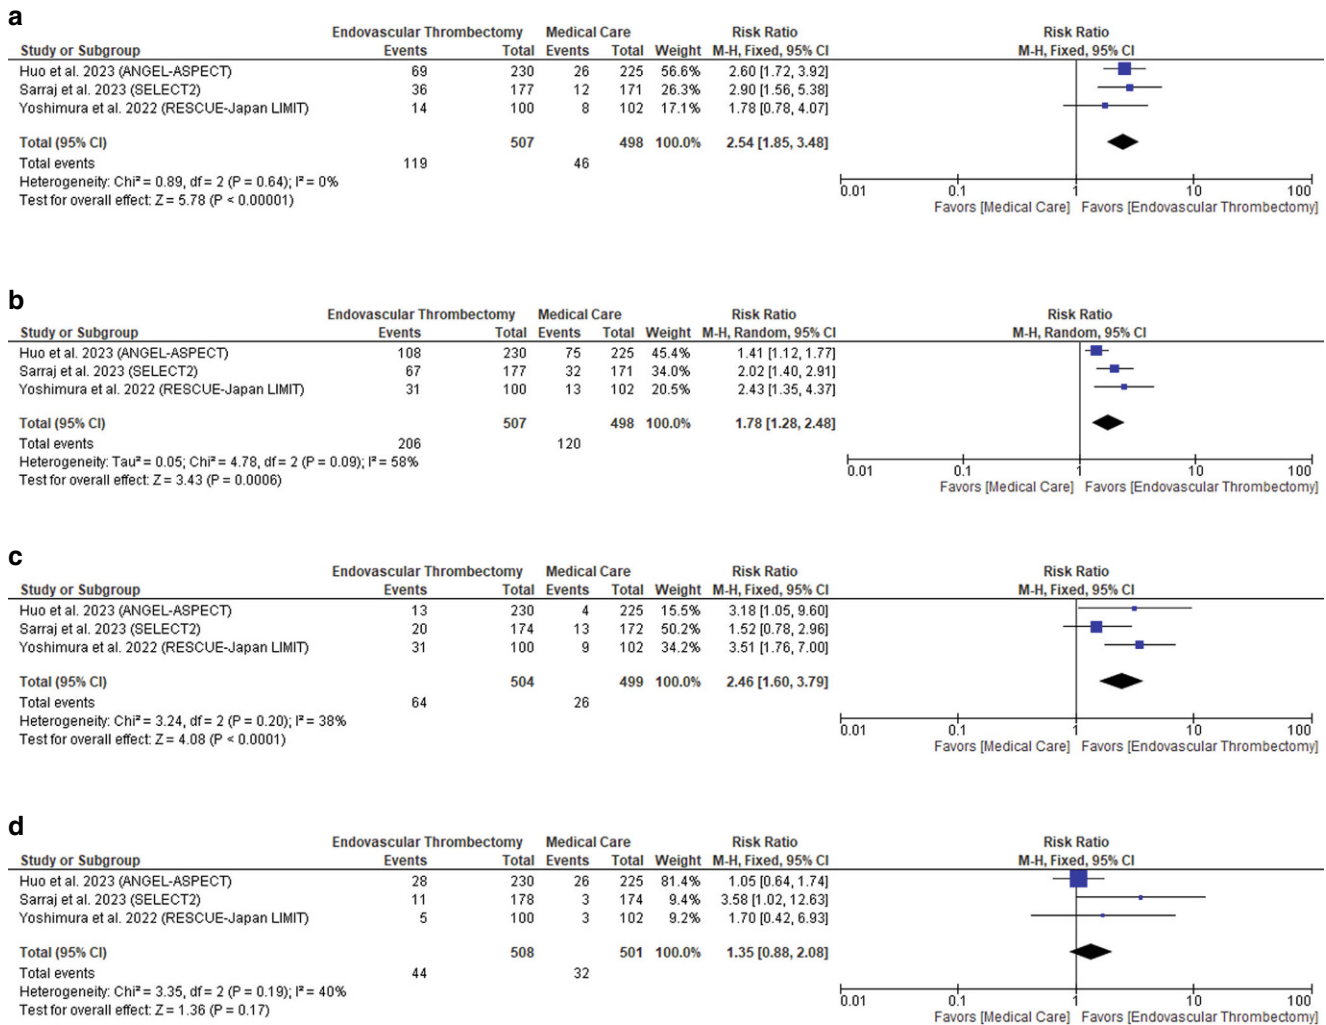 a
Endovascular Thrombectomy Medical Care Risk Ratio Risk Ratio
Study or Subgroup Events Total Events Total Weight M-H, Fixed, 95% CI M-H, Fixed, 95% CI
Huo et al. 2023 (ANGEL-ASPECT) 69 230 26 225 56.6% 2.60 [1.72, 3.92]
Sarraj et al. 2023 (SELECT2) 36 177 12 171 26.3% 2.90 [1.56, 5.38]
Yoshimura et al. 2022 (RESCUE-Japan LIMIT) 14 100 8 102 17.1% 1.78 [0.78, 4.07]
Total (95% CI) 507 498 100.0% 2.54 [1.85, 3.48]
Total events 119 46
Heterogeneity: Chi² = 0.89, df = 2 (P = 0.64); I² = 0%
Test for overall effect: Z = 5.78 (P < 0.00001)
0.01 0.1 1 10 100
Favors [Medical Care] Favors [Endovascular Thrombectomy]
b
Endovascular Thrombectomy Medical Care Risk Ratio Risk Ratio
Study or Subgroup Events Total Events Total Weight M-H, Random, 95% CI M-H, Random, 95% CI
Huo et al. 2023 (ANGEL-ASPECT) 108 230 75 225 45.4% 1.41 [1.12, 1.77]
Sarraj et al. 2023 (SELECT2) 67 177 32 171 34.0% 2.02 [1.40, 2.91]
Yoshimura et al. 2022 (RESCUE-Japan LIMIT) 31 100 13 102 20.5% 2.43 [1.35, 4.37]
Total (95% CI) 507 498 100.0% 1.78 [1.28, 2.48]
Total events 206 120
Heterogeneity: Tau² = 0.05; Chi² = 4.78, df = 2 (P = 0.09); I² = 58%
Test for overall effect: Z = 3.43 (P = 0.0006)
0.01 0.1 1 10 100
Favors [Medical Care] Favors [Endovascular Thrombectomy]
c
Endovascular Thrombectomy Medical Care Risk Ratio Risk Ratio
Study or Subgroup Events Total Events Total Weight M-H, Fixed, 95% CI M-H, Fixed, 95% CI
Huo et al. 2023 (ANGEL-ASPECT) 13 230 4 225 15.5% 3.18 [1.05, 9.60]
Sarraj et al. 2023 (SELECT2) 20 174 13 172 50.2% 1.52 [0.78, 2.96]
Yoshimura et al. 2022 (RESCUE-Japan LIMIT) 31 100 9 102 34.2% 3.51 [1.76, 7.00]
Total (95% CI) 504 499 100.0% 2.46 [1.60, 3.79]
Total events 64 26
Heterogeneity: Chi² = 3.24, df = 2 (P = 0.20); I² = 38%
Test for overall effect: Z = 4.08 (P < 0.0001)
0.01 0.1 1 10 100
Favors [Medical Care] Favors [Endovascular Thrombectomy]
d
Endovascular Thrombectomy Medical Care Risk Ratio Risk Ratio
Study or Subgroup Events Total Events Total Weight M-H, Fixed, 95% CI M-H, Fixed, 95% CI
Huo et al. 2023 (ANGEL-ASPECT) 28 230 26 225 81.4% 1.05 [0.64, 1.74]
Sarraj et al. 2023 (SELECT2) 11 178 3 174 9.4% 3.58 [1.02, 12.63]
Yoshimura et al. 2022 (RESCUE-Japan LIMIT) 5 100 3 102 9.2% 1.70 [0.42, 6.93]
Total (95% CI) 508 501 100.0% 1.35 [0.88, 2.08]
Total events 44 32
Heterogeneity: Chi² = 3.35, df = 2 (P = 0.19); I² = 40%
Test for overall effect: Z = 1.36 (P = 0.17)
0.01 0.1 1 10 100
Favors [Medical Care] Favors [Endovascular Thrombectomy]